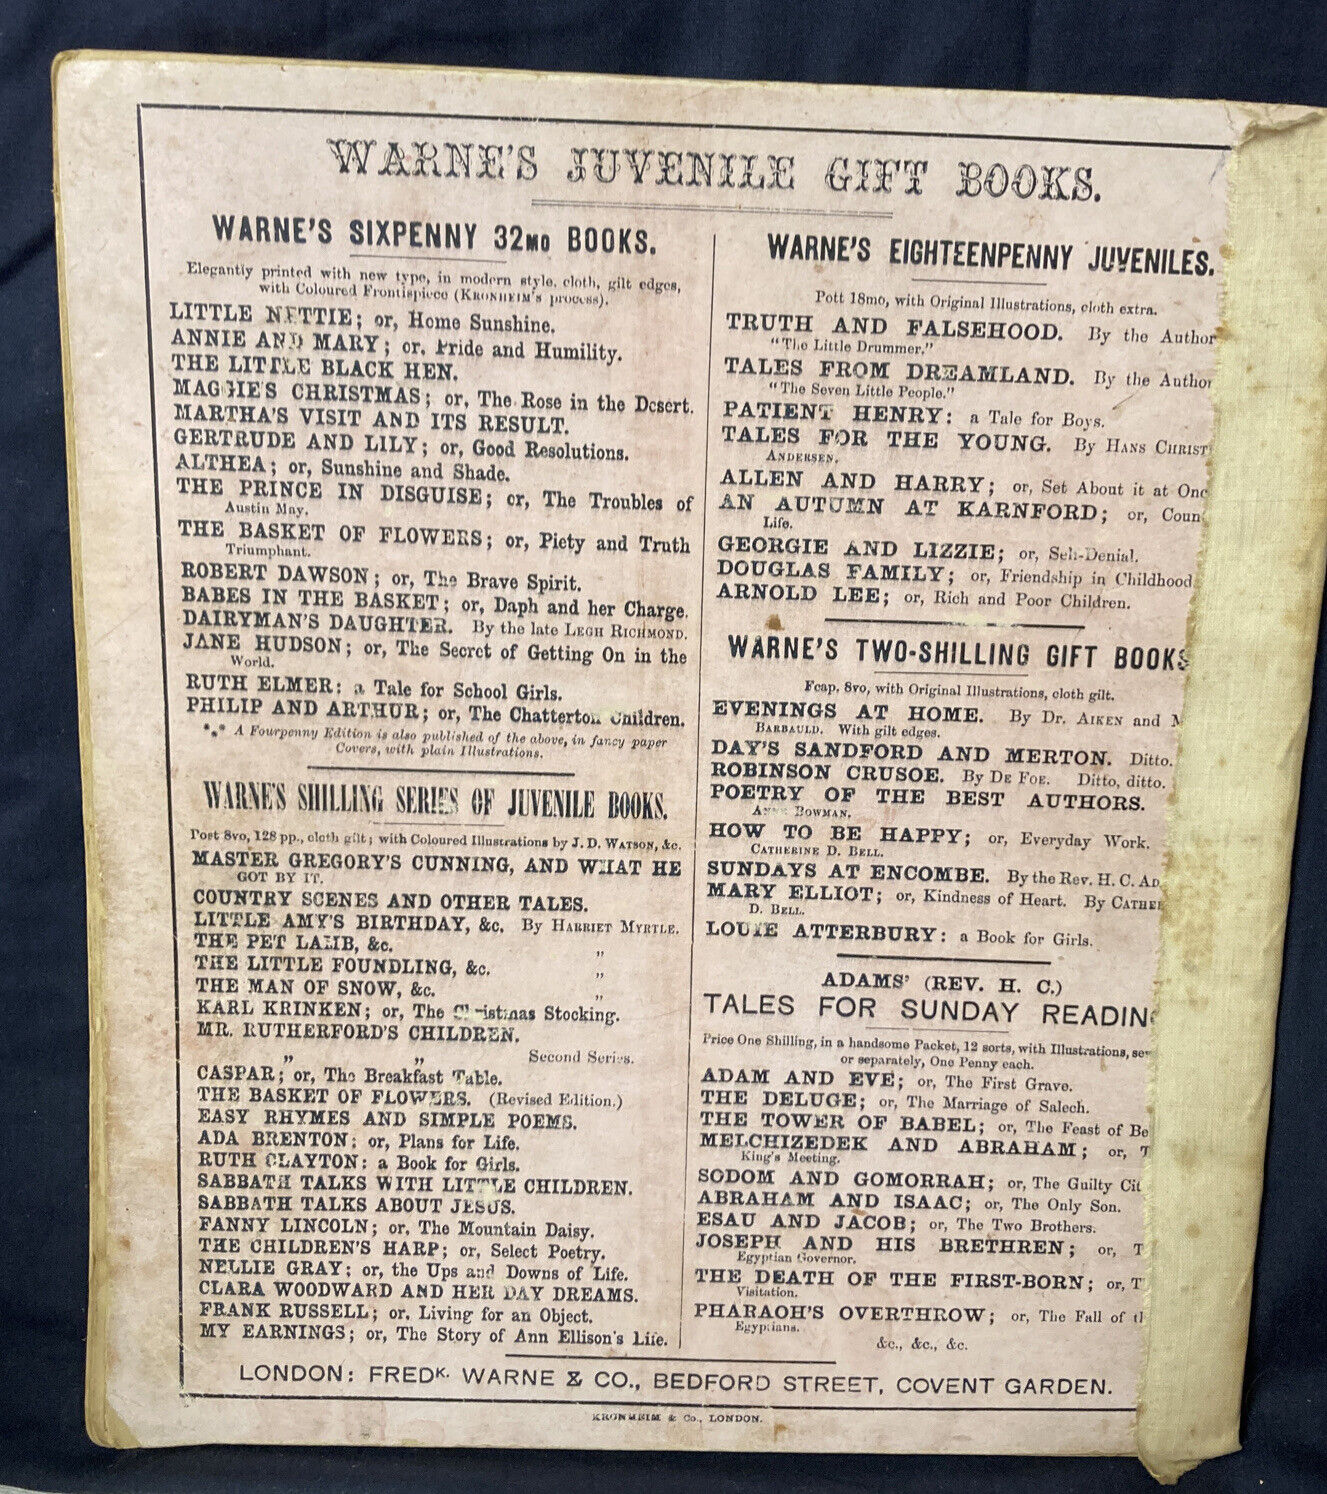 WARNE'S JUVENILE GIFT BOOKS.
WARNE'S SIXPENNY 32MO BOOKS.
Elegantly printed with new type, in modern style, cloth, gilt edges,
with Coloured Frontispiece (KRONHEIM'S process).
LITTLE NETTIE; or, Home Sunshine.
ANNIE AND MARY; or, Pride and Humility.
THE LITTLE BLACK HEN.
MAGGIE'S CHRISTMAS; or, The Rose in the Desert.
MARTHA'S VISIT AND ITS RESULT.
GERTRUDE AND LILY; or, Good Resolutions.
ALTHEA; or, Sunshine and Shade.
THE PRINCE IN DISGUISE; or, The Troubles of
Austin May.
THE BASKET OF FLOWERS; or, Piety and Truth
Triumphant.
ROBERT DAWSON; or, The Brave Spirit.
BABES IN THE BASKET; or, Daph and her Charge.
DAIRYMAN'S DAUGHTER. By the late LEGH RICHMOND.
JANE HUDSON; or, The Secret of Getting On in the
World.
RUTH ELMER: a Tale for School Girls.
PHILIP AND ARTHUR; or, The Chatterton Children.
*** A Fourpenny Edition is also published of the above, in fancy paper
Covers, with plain Illustrations.
WARNE'S SHILLING SERIES OF JUVENILE BOOKS.
Post 8vo, 128 pp., cloth gilt; with Coloured Illustrations by J. D. WATSON, &c.
MASTER GREGORY'S CUNNING, AND WHAT HE
GOT BY IT.
COUNTRY SCENES AND OTHER TALES.
LITTLE AMY'S BIRTHDAY, &c. By HARRIET MYRTLE.
THE PET LAMB, &c. "
THE LITTLE FOUNDLING, &c. "
THE MAN OF SNOW, &c. "
KARL KRINKEN; or, The Christmas Stocking.
MR. RUTHERFORD'S CHILDREN.
" " Second Series.
CASPAR; or, The Breakfast Table.
THE BASKET OF FLOWERS. (Revised Edition.)
EASY RHYMES AND SIMPLE POEMS.
ADA BRENTON: or, Plans for Life.
RUTH CLAYTON: a Book for Girls.
SABBATH TALKS WITH LITTLE CHILDREN.
SABBATH TALKS ABOUT JESUS.
FANNY LINCOLN; or, The Mountain Daisy.
THE CHILDREN'S HARP; or, Select Poetry.
NELLIE GRAY; or, the Ups and Downs of Life.
CLARA WOODWARD AND HER DAY DREAMS.
FRANK RUSSELL; or, Living for an Object.
MY EARNINGS; or, The Story of Ann Ellison's Life.
WARNE'S EIGHTEENPENNY JUVENILES.
Pott 18mo, with Original Illustrations, cloth extra.
TRUTH AND FALSEHOOD. By the Author
"The Little Drummer."
TALES FROM DREAMLAND. By the Author
"The Seven Little People."
PATIENT HENRY: a Tale for Boys.
TALES FOR THE YOUNG. By HANS CHRIST
ANDERSEN.
ALLEN AND HARRY; or, Set About it at Onc
AN AUTUMN AT KARNFORD; or, Coun
Life.
GEORGIE AND LIZZIE; or, Self-Denial.
DOUGLAS FAMILY; or, Friendship in Childhood
ARNOLD LEE; or, Rich and Poor Children.
WARNE'S TWO-SHILLING GIFT BOOKS
Fcap. 8vo, with Original Illustrations, cloth gilt.
EVENINGS AT HOME. By Dr. AIKEN and M
BARBAULD. With gilt edges.
DAY'S SANDFORD AND MERTON. Ditto.
ROBINSON CRUSOE. By DE FOE. Ditto, ditto.
POETRY OF THE BEST AUTHORS.
ANNE BOWMAN.
HOW TO BE HAPPY; or, Everyday Work.
CATHERINE D. BELL.
SUNDAYS AT ENCOMBE. By the Rev. H. C. AD
MARY ELLIOT; or, Kindness of Heart. By CATHE
D. BELL.
LOUIE ATTERBURY: a Book for Girls.
ADAMS' (REV. H. C.)
TALES FOR SUNDAY READING
Price One Shilling, in a handsome Packet, 12 sorts, with Illustrations, sew
or separately, One Penny each.
ADAM AND EVE; or, The First Grave.
THE DELUGE; or, The Marriage of Salech.
THE TOWER OF BABEL; or, The Feast of Be
MELCHIZEDEK AND ABRAHAM; or, T
King's Meeting.
SODOM AND GOMORRAH; or, The Guilty Cit
ABRAHAM AND ISAAC; or, The Only Son.
ESAU AND JACOB; or, The Two Brothers.
JOSEPH AND HIS BRETHREN; or, T
Egyptian Governor.
THE DEATH OF THE FIRST-BORN; or, T
Visitation.
PHARAOH'S OVERTHROW; or, The Fall of th
Egyptians.
&c., &c., &c.
LONDON: FREDK. WARNE & CO., BEDFORD STREET, COVENT GARDEN.
KRONHEIM & Co., LONDON.